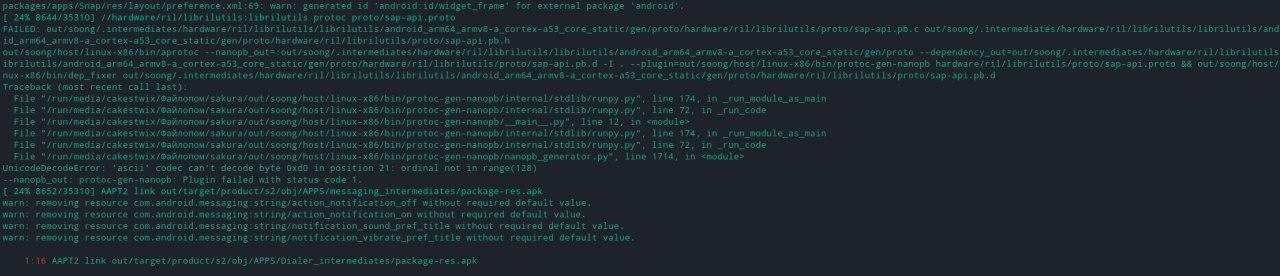 packages/apps/Snap/res/layout/preference.xml:69: warn: generated id 'android:id/widget_frame' for external package 'android'.
[ 24% 8644/35310] //hardware/ril/librilutils:librilutils protoc proto/sap-api.proto
FAILED: out/soong/.intermediates/hardware/ril/librilutils/librilutils/android_arm64_armv8-a_cortex-a53_core_static/gen/proto/hardware/ril/librilutils/proto/sap-api.pb.c out/soong/.intermediates/hardware/ril/librilutils/librilutils/and
id_arm64_armv8-a_cortex-a53_core_static/gen/proto/hardware/ril/librilutils/proto/sap-api.pb.h
out/soong/host/linux-x86/bin/aprotoc --nanopb_out=:out/soong/.intermediates/hardware/ril/librilutils/librilutils/android_arm64_armv8-a_cortex-a53_core_static/gen/proto --dependency_out=out/soong/.intermediates/hardware/ril/librilutils
ibrilutils/android_arm64_armv8-a_cortex-a53_core_static/gen/proto/hardware/ril/librilutils/proto/sap-api.pb.d -I . --plugin=out/soong/host/linux-x86/bin/protoc-gen-nanopb hardware/ril/librilutils/proto/sap-api.proto && out/soong/host/
nux-x86/bin/dep_fixer out/soong/.intermediates/hardware/ril/librilutils/librilutils/android_arm64_armv8-a_cortex-a53_core_static/gen/proto/hardware/ril/librilutils/proto/sap-api.pb.d
Traceback (most recent call last):
File "/run/media/cakestwix/Файлопом/sakura/out/soong/host/linux-x86/bin/protoc-gen-nanopb/internal/stdlib/runpy.py", line 174, in _run_module_as_main
File "/run/media/cakestwix/Файлопом/sakura/out/soong/host/linux-x86/bin/protoc-gen-nanopb/internal/stdlib/runpy.py", line 72, in _run_code
File "/run/media/cakestwix/Файлопом/sakura/out/soong/host/linux-x86/bin/protoc-gen-nanopb/__main__.py", line 12, in <module>
File "/run/media/cakestwix/Файлопом/sakura/out/soong/host/linux-x86/bin/protoc-gen-nanopb/internal/stdlib/runpy.py", line 174, in _run_module_as_main
File "/run/media/cakestwix/Файлопом/sakura/out/soong/host/linux-x86/bin/protoc-gen-nanopb/internal/stdlib/runpy.py", line 72, in _run_code
File "/run/media/cakestwix/Файлопом/sakura/out/soong/host/linux-x86/bin/protoc-gen-nanopb/nanopb_generator.py", line 1714, in <module>
UnicodeDecodeError: 'ascii' codec can't decode byte 0xd0 in position 21: ordinal not in range(128)
--nanopb_out: protoc-gen-nanopb: Plugin failed with status code 1.
[ 24% 8652/35310] AAPT2 link out/target/product/s2/obj/APPS/messaging_intermediates/package-res.apk
warn: removing resource com.android.messaging:string/action_notification_off without required default value.
warn: removing resource com.android.messaging:string/action_notification_on without required default value.
warn: removing resource com.android.messaging:string/notification_sound_pref_title without required default value.
warn: removing resource com.android.messaging:string/notification_vibrate_pref_title without required default value.
1:16 AAPT2 link out/target/product/s2/obj/APPS/Dialer_intermediates/package-res.apk